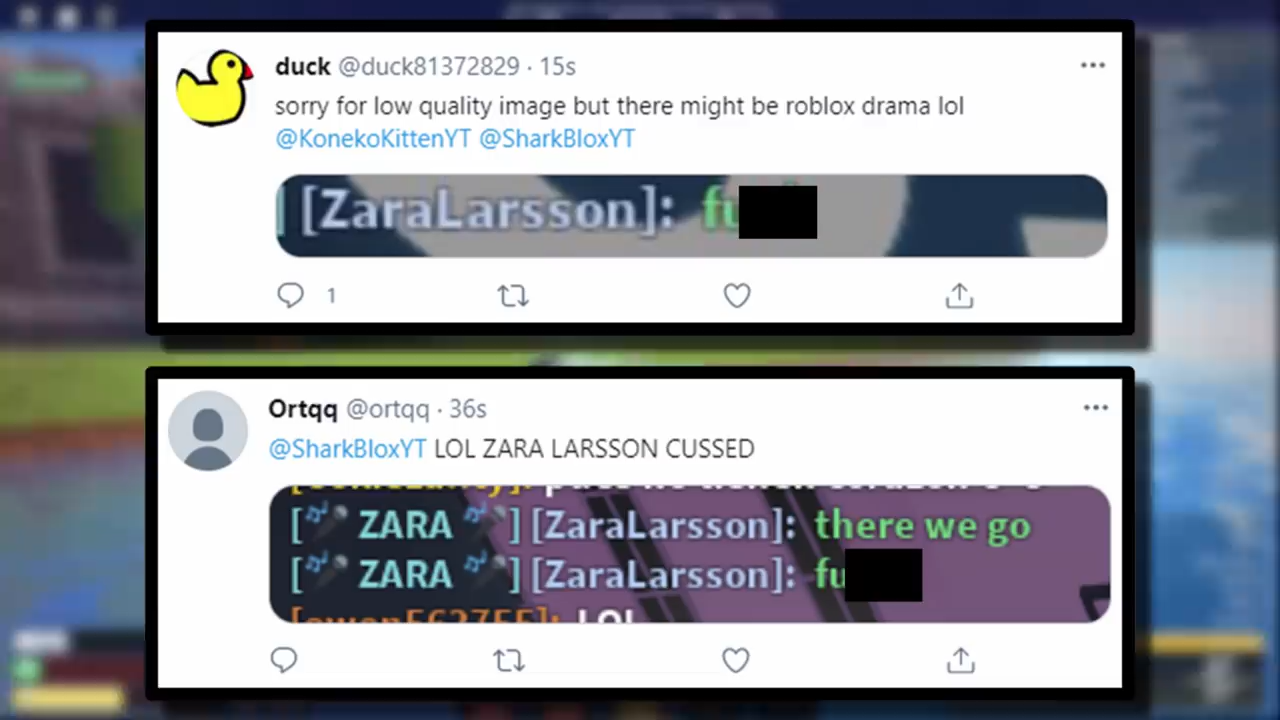 duck @duck81372829 · 15s
sorry for low quality image but there might be roblox drama lol
@KonekoKittenYT @SharkBloxYT
[ZaraLarsson]: fu
1
Ortqq @ortqq · 36s
@SharkBloxYT LOL ZARA LARSSON CUSSED
[🎶🎤 ZARA 🎶🎤] [ZaraLarsson]: there we go
[🎶🎤 ZARA 🎶🎤] [ZaraLarsson]: fu
LOL